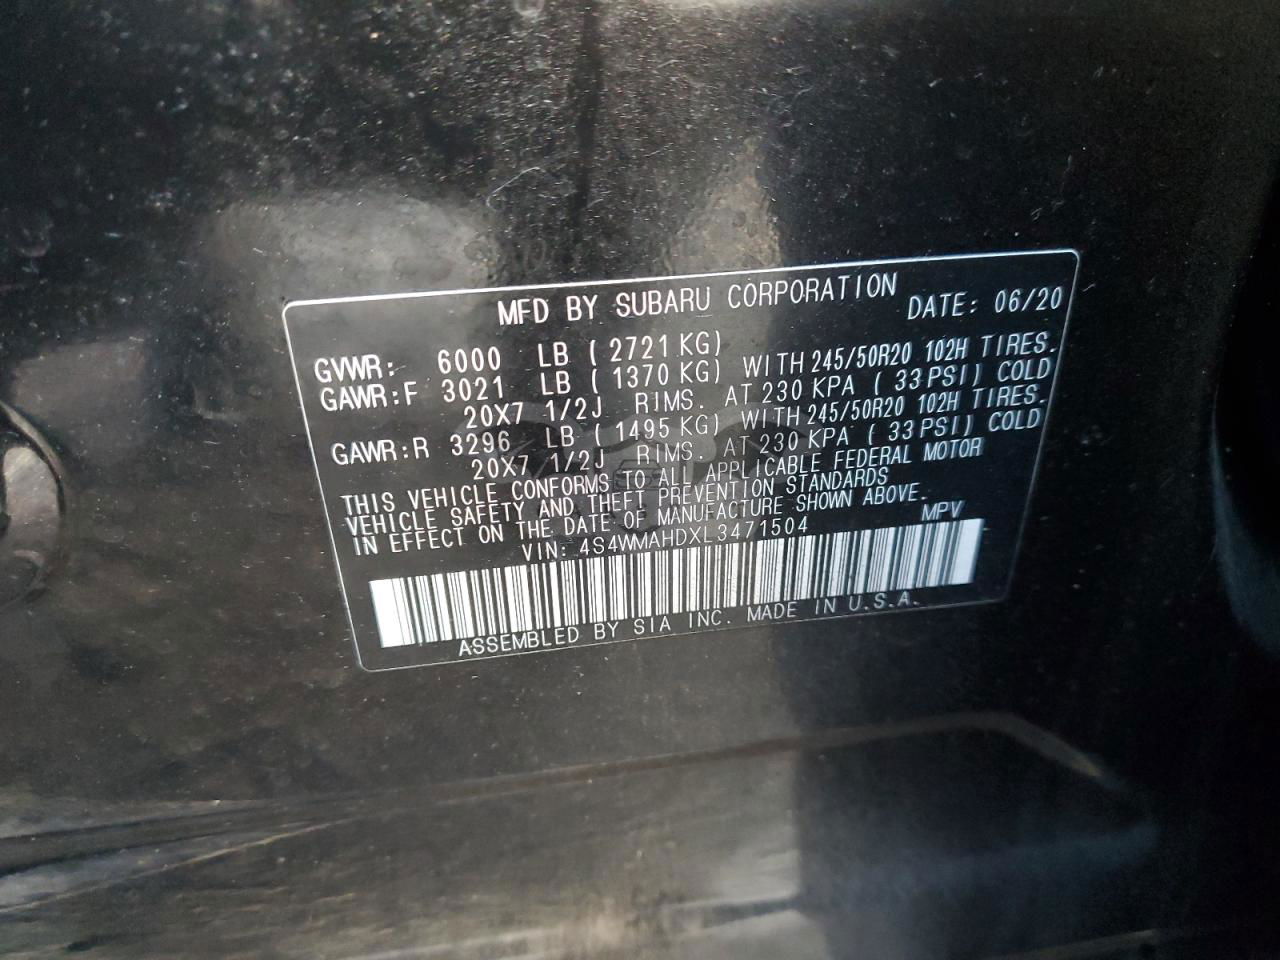 MFD BY SUBARU CORPORATION DATE: 06/20
GVWR: 6000 LB ( 2721 KG)
GAWR: F 3021 LB ( 1370 KG) WITH 245/50R20 102H TIRES.
20X7 1/2J RIMS. AT 230 KPA ( 33 PSI) COLD
GAWR: R 3296 LB ( 1495 KG) WITH 245/50R20 102H TIRES.
20X7 1/2J RIMS. AT 230 KPA ( 33 PSI) COLD
THIS VEHICLE CONFORMS TO ALL APPLICABLE FEDERAL MOTOR
VEHICLE SAFETY AND THEFT PREVENTION STANDARDS
IN EFFECT ON THE DATE OF MANUFACTURE SHOWN ABOVE.
VIN: 4S4WMAHDXL3471504 MPV
ASSEMBLED BY SIA INC. MADE IN U.S.A.